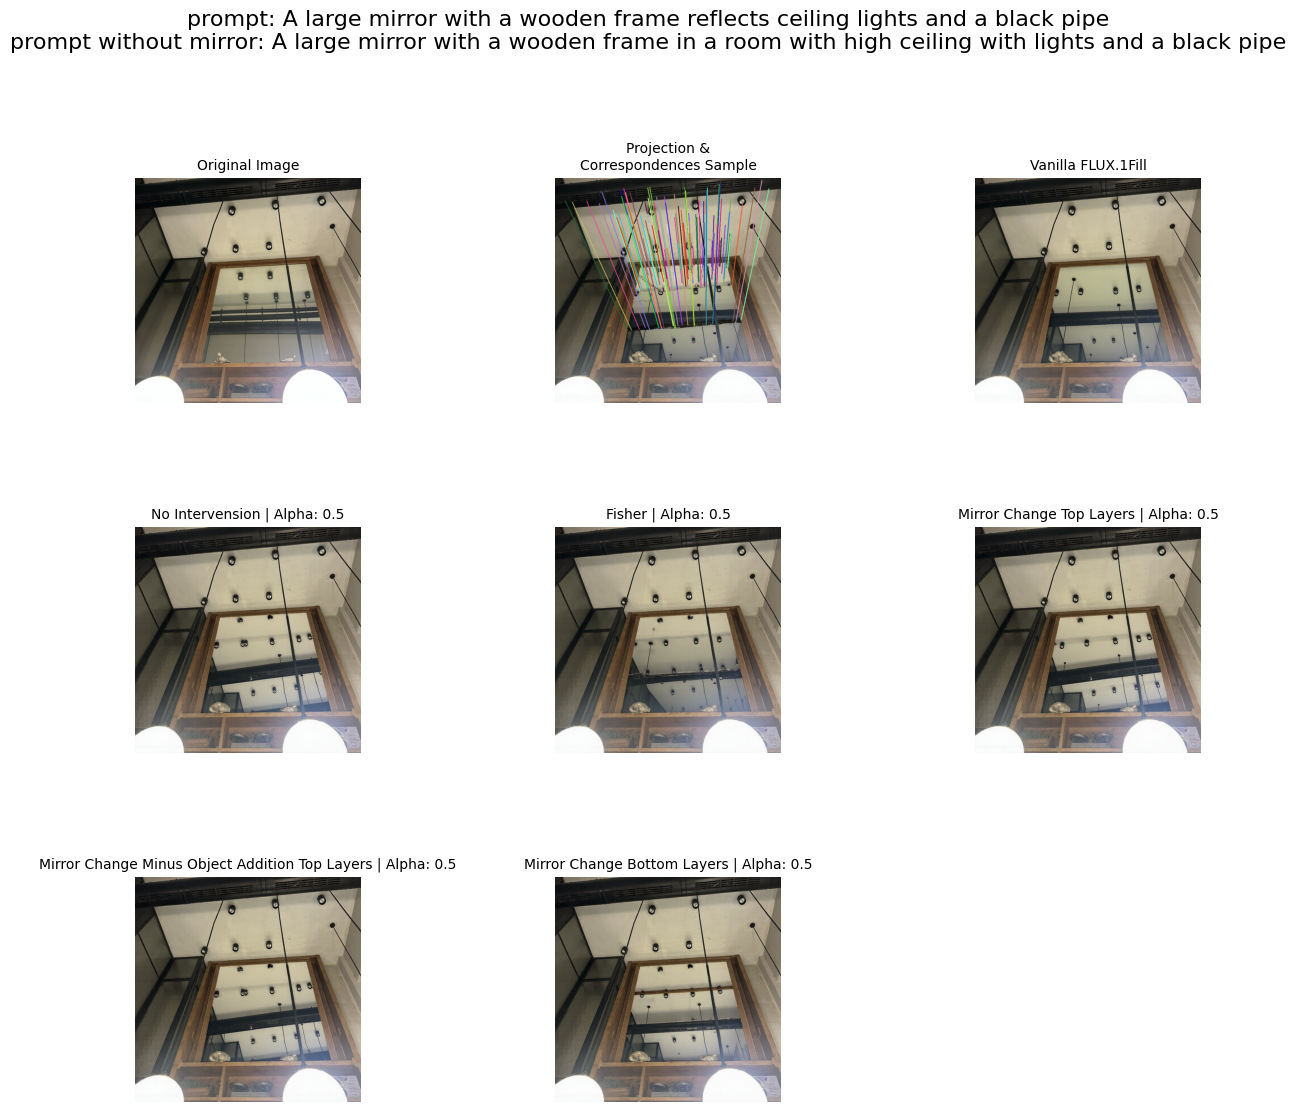 prompt: A large mirror with a wooden frame reflects ceiling lights and a black pipe
prompt without mirror: A large mirror with a wooden frame in a room with high ceiling with lights and a black pipe
Original Image
Projection &
Correspondences Sample
Vanilla FLUX.1Fill
No Intervension | Alpha: 0.5
Fisher | Alpha: 0.5
Mirror Change Top Layers | Alpha: 0.5
Mirror Change Minus Object Addition Top Layers | Alpha: 0.5
Mirror Change Bottom Layers | Alpha: 0.5